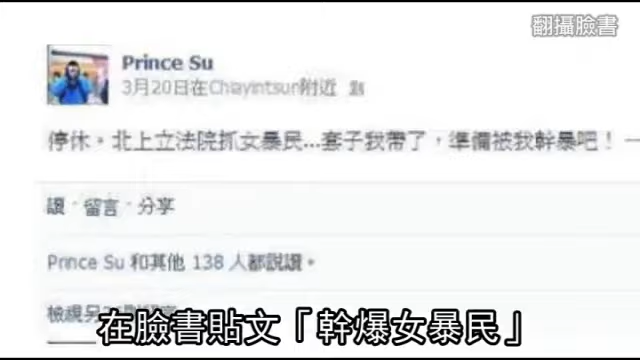 翻攝臉書
Prince Su
3月20日在Chiayintsun附近
停休。北上立法院抓女暴民...套子我帶了，準備被我幹暴吧！
讚 · 留言 · 分享
Prince Su 和其他 138 人都說讚。
檢視另
在臉書貼文「幹爆女暴民」